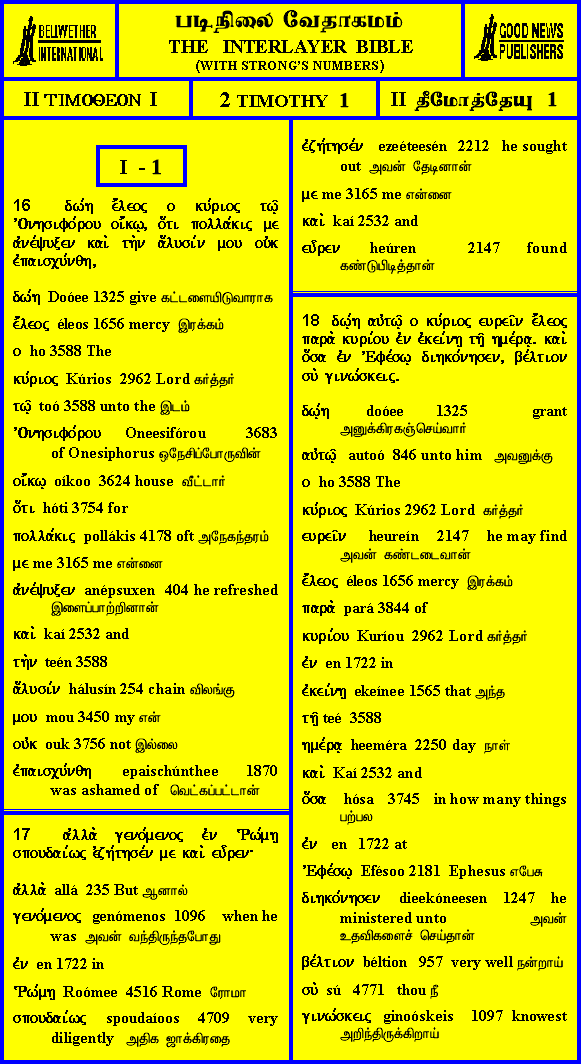 BELLWETHER
INTERNATIONAL
படிநிலை வேதாகமம்
THE INTERLAYER BIBLE
(WITH STRONG'S NUMBERS)
GOOD NEWS
PUBLISHERS
II ΤΙΜΟΘΕΟΝ I
2 TIMOTHY 1
II தீமோத்தேயு 1
I - 1
16 δώη ἔλεος ο κύριος τῶ
Ὀνησιφόρου οἴκῳ, ὅτι πολλάκις με
ἀνέψυξεν καὶ τὴν ἅλυσίν μου οὐκ
ἐπαισχύνθη,
δώη Doóee 1325 give கட்டளையிடுவாராக
ἔλεος éleos 1656 mercy இரக்கம்
ο ho 3588 The
κύριος Kúrios 2962 Lord கர்த்தர்
τῶ toó 3588 unto the இடம்
Ὀνησιφόρου Oneesifórou 3683
of Onesiphorus ஒநேசிப்போருவின்
οἴκῳ oíkoo 3624 house வீட்டார்
ὅτι hóti 3754 for
πολλάκις pollákis 4178 oft அநேகந்தரம்
με me 3165 me என்னை
ἀνέψυξεν anépsuxen 404 he refreshed
இளைப்பாற்றினான்
καὶ kaí 2532 and
τὴν teén 3588
ἅλυσίν hálusín 254 chain விலங்கு
μου mou 3450 my என்
οὐκ ouk 3756 not இல்லை
ἐπαισχύνθη epaischúnthee 1870
was ashamed of வெட்கப்பட்டான்
17 ἀλλὰ γενόμενος ἐν Ῥώμῃ
σπουδαίως ἐζήτησέν με καὶ εὗρεν·
ἀλλὰ allá 235 But ஆனால்
γενόμενος genómenos 1096 when he
was அவன் வந்திருந்தபோது
ἐν en 1722 in
Ῥώμῃ Roómee 4516 Rome ரோமா
σπουδαίως spoudaíoos 4709 very
diligently அதிக ஜாக்கிரதை
ἐζήτησέν ezeéteesén 2212 he sought
out அவன் தேடினான்
με me 3165 me என்னை
καὶ kaí 2532 and
εὗρεν heúren 2147 found
கண்டுபிடித்தான்
18 δώῃ αὐτῶ ο κύριος ευρεῖν ἔλεος
παρὰ κυρίου ἐν ἐκείνη τῆ ημέρᾳ. καὶ
ὅσα ἐν Ἐφέσῳ διηκόνησεν, βέλτιον
σὺ γινώσκεις.
δώῃ doóee 1325 grant
அனுக்கிரகஞ்செய்வார்
αὐτῶ autoó 846 unto him அவனுக்கு
ο ho 3588 The
κύριος Kúrios 2962 Lord கர்த்தர்
ευρεῖν heureín 2147 he may find
அவன் கண்டடைவான்
ἔλεος éleos 1656 mercy இரக்கம்
παρὰ pará 3844 of
κυρίου Kuríou 2962 Lord கர்த்தர்
ἐν en 1722 in
ἐκείνῃ ekeínee 1565 that அந்த
τῆ teé 3588
ημέρᾳ heeméra 2250 day நாள்
καὶ Kaí 2532 and
ὅσα hósa 3745 in how many things
பற்பல
ἐν en 1722 at
Ἐφέσῳ Efésoo 2181 Ephesus எபேசு
διηκόνησεν dieekóneesen 1247 he
ministered unto அவன்
உதவிகளைச் செய்தான்
βέλτιον béltion 957 very well நன்றாய்
σὺ sú 4771 thou நீ
γινώσκεις ginoóskeis 1097 knowest
அறிந்திருக்கிறாய்